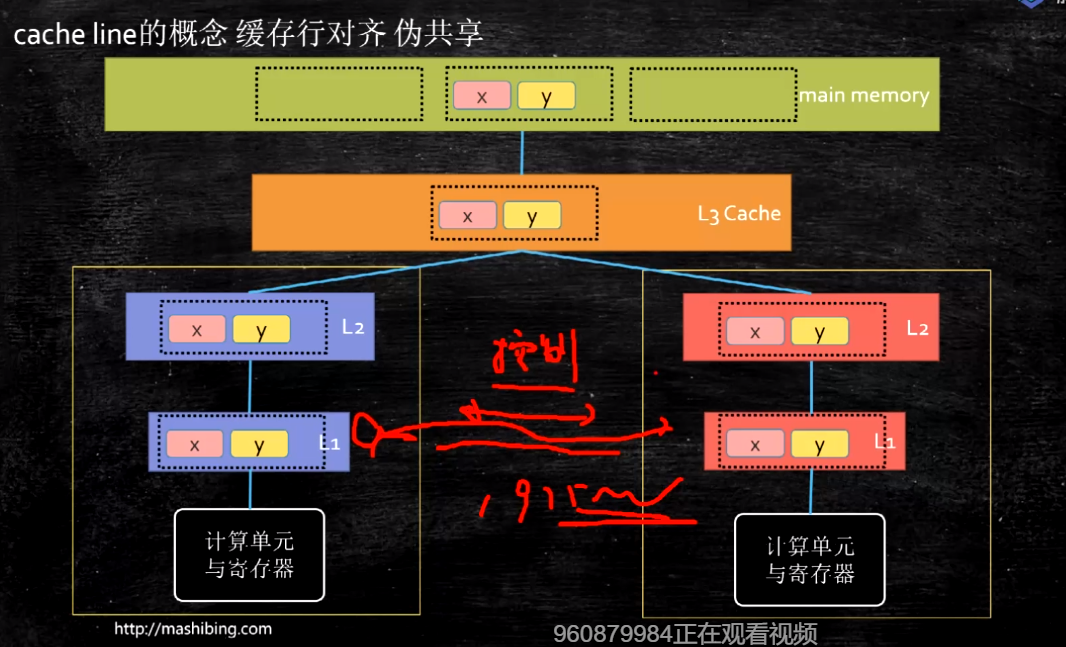 cache line的概念 缓存行对齐 伪共享
x y main memory
x y L3 Cache
x y L2
x y L2
x y L1
x y L1
计算单元
与寄存器
计算单元
与寄存器
http://mashibing.com
960879984正在观看视频